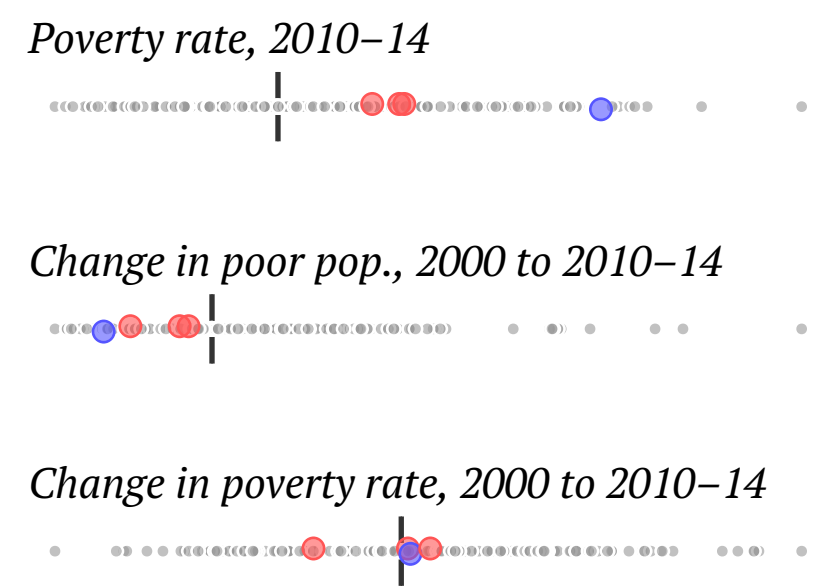 Poverty rate, 2010–14
Change in poor pop., 2000 to 2010–14
Change in poverty rate, 2000 to 2010–14